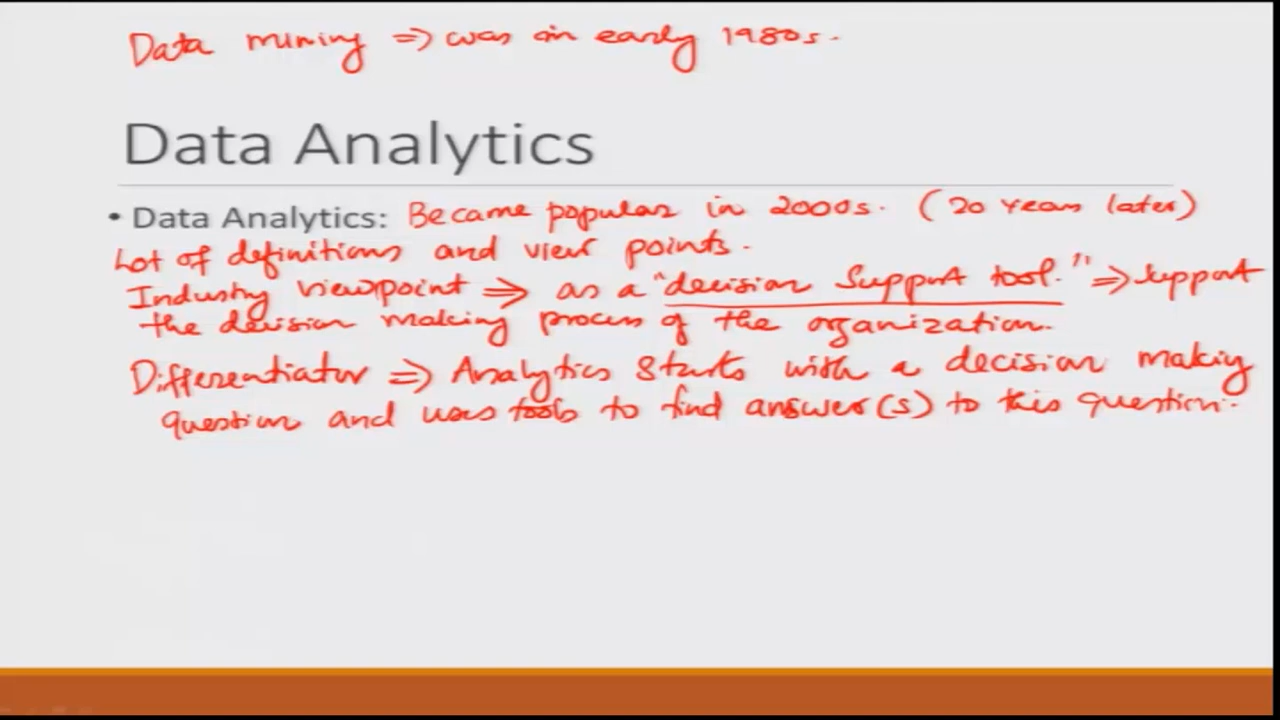 Data mining => was in early 1980s.
Data Analytics
• Data Analytics: Became popular in 2000s. (20 years later)
Lot of definitions and view points.
Industry viewpoint => as a "decision support tool." => support
the decision making process of the organization.
Differentiator => Analytics starts with a decision making
question and uses tools to find answer(s) to this question.